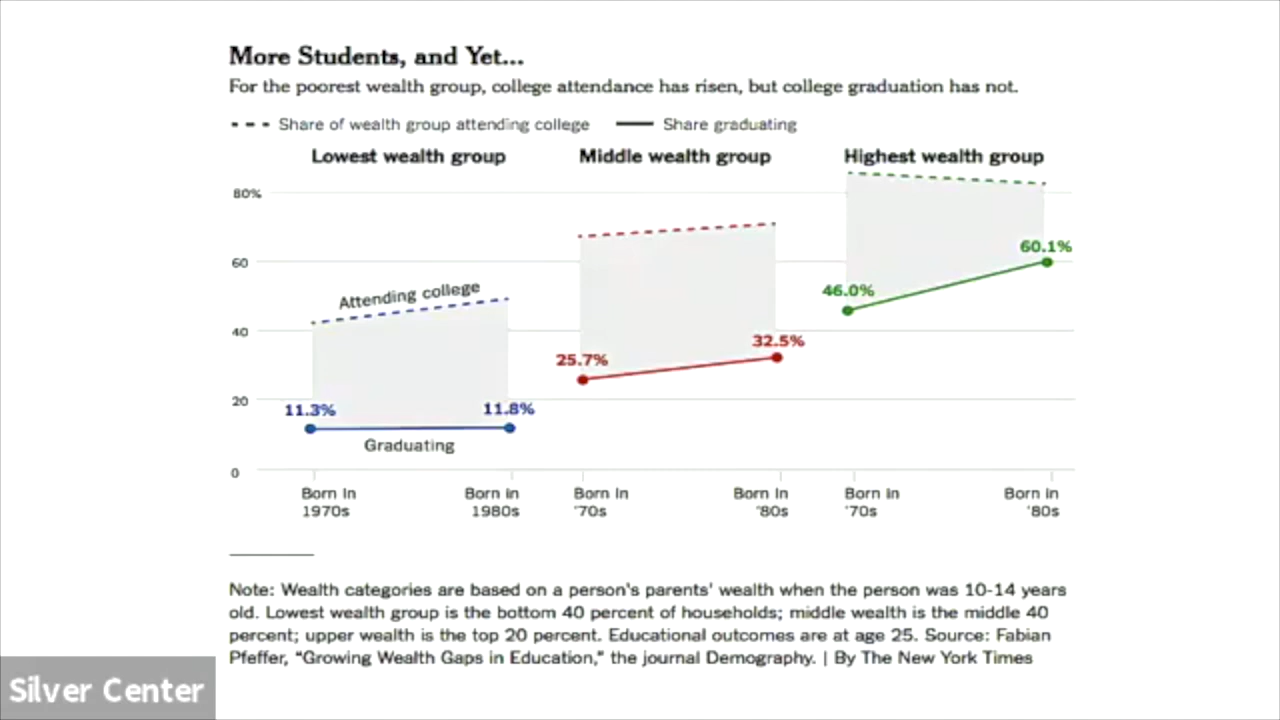 More Students, and Yet...
For the poorest wealth group, college attendance has risen, but college graduation has not.
Share of wealth group attending college Share graduating
Lowest wealth group Middle wealth group Highest wealth group
80%
60
40
20
0
Attending college
11.3% 11.8%
Graduating
25.7% 32.5%
46.0% 60.1%
Born in 1970s
Born in 1980s
Born in '70s
Born in '80s
Born in '70s
Born in '80s
Note: Wealth categories are based on a person's parents' wealth when the person was 10-14 years
old. Lowest wealth group is the bottom 40 percent of households; middle wealth is the middle 40
percent; upper wealth is the top 20 percent. Educational outcomes are at age 25. Source: Fabian
Pfeffer, “Growing Wealth Gaps in Education,” the journal Demography. | By The New York Times
Silver Center